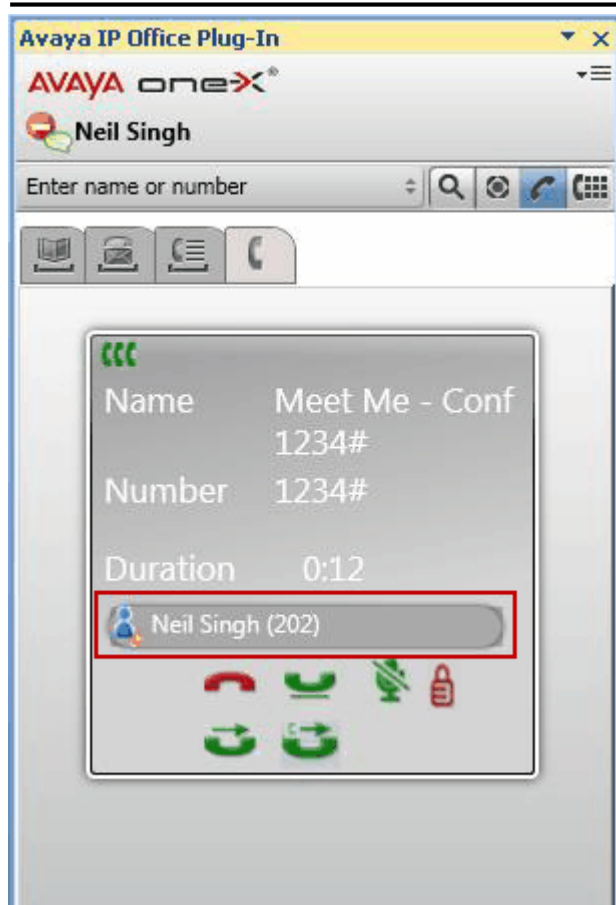 Avaya IP Office Plug-In
AVAYA one-X®
Neil Singh
Enter name or number
Name Meet Me - Conf
1234#
Number 1234#
Duration 0:12
Neil Singh (202)